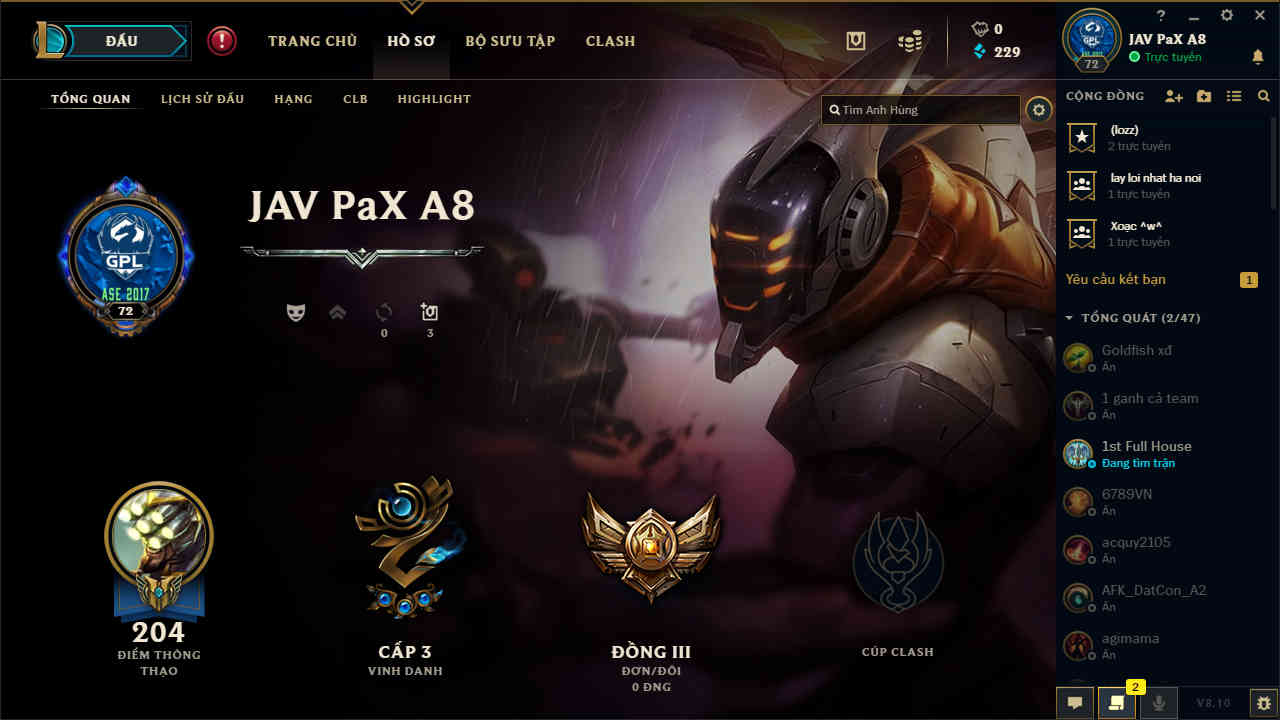 ĐẤU
TRANG CHỦ
HỒ SƠ
BỘ SƯU TẬP
CLASH
0
229
TỔNG QUAN
LỊCH SỬ ĐẤU
HẠNG
CLB
HIGHLIGHT
Tìm Anh Hùng
GPL
ASE 2017
72
JAV PaX A8
0
3
204
ĐIỂM THÔNG
THẠO
CẤP 3
VINH DANH
ĐỒNG III
ĐƠN/ĐÔI
0 ĐNG
CÚP CLASH
?
GPL
ASE 2017
72
JAV PaX A8
Trực tuyến
CỘNG ĐỒNG
(lozz)
2 trực tuyến
lay loi nhat ha noi
1 trực tuyến
Xoạc ^w^
1 trực tuyến
Yêu cầu kết bạn
1
TỔNG QUÁT (2/47)
Goldfish xđ
Ẩn
1 ganh cả team
Ẩn
1st Full House
Đang tìm trận
6789VN
Ẩn
acquy2105
Ẩn
AFK_DatCon_A2
Ẩn
agimama
Ẩn
2
V8.10